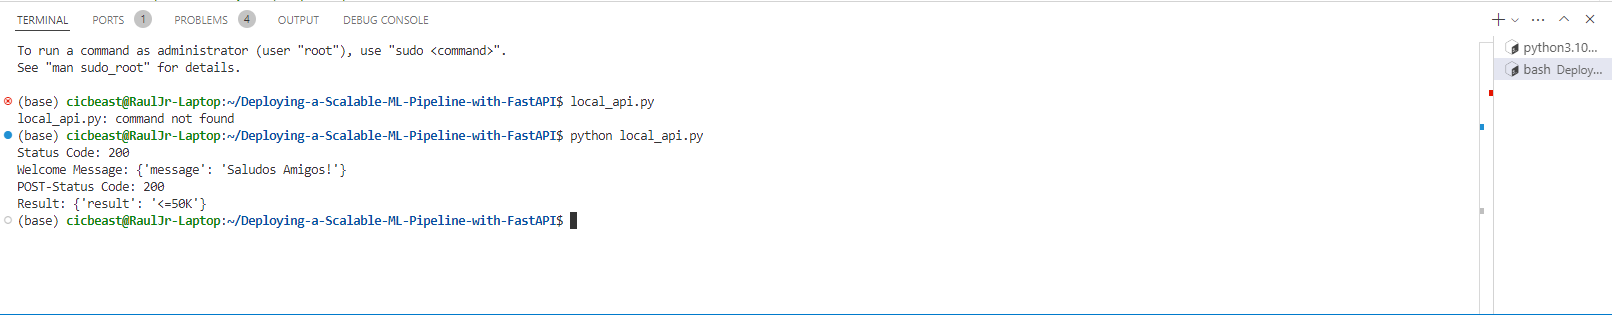 TERMINAL PORTS 1 PROBLEMS 4 OUTPUT DEBUG CONSOLE
To run a command as administrator (user "root"), use "sudo <command>".
See "man sudo_root" for details.
(base) cicbeast@RaulJr-Laptop:~/Deploying-a-Scalable-ML-Pipeline-with-FastAPI$ local_api.py
local_api.py: command not found
(base) cicbeast@RaulJr-Laptop:~/Deploying-a-Scalable-ML-Pipeline-with-FastAPI$ python local_api.py
Status Code: 200
Welcome Message: {'message': 'Saludos Amigos!'}
POST-Status Code: 200
Result: {'result': '<=50K'}
(base) cicbeast@RaulJr-Laptop:~/Deploying-a-Scalable-ML-Pipeline-with-FastAPI$
python3.10...
bash Deploy...